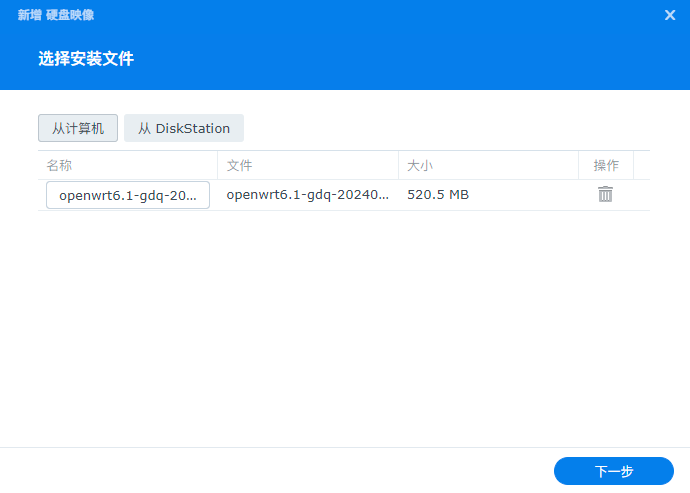 新增 硬盘映像
选择安装文件
从计算机 从 DiskStation
名称 文件 大小 操作
openwrt6.1-gdq-20... openwrt6.1-gdq-20240... 520.5 MB
下一步